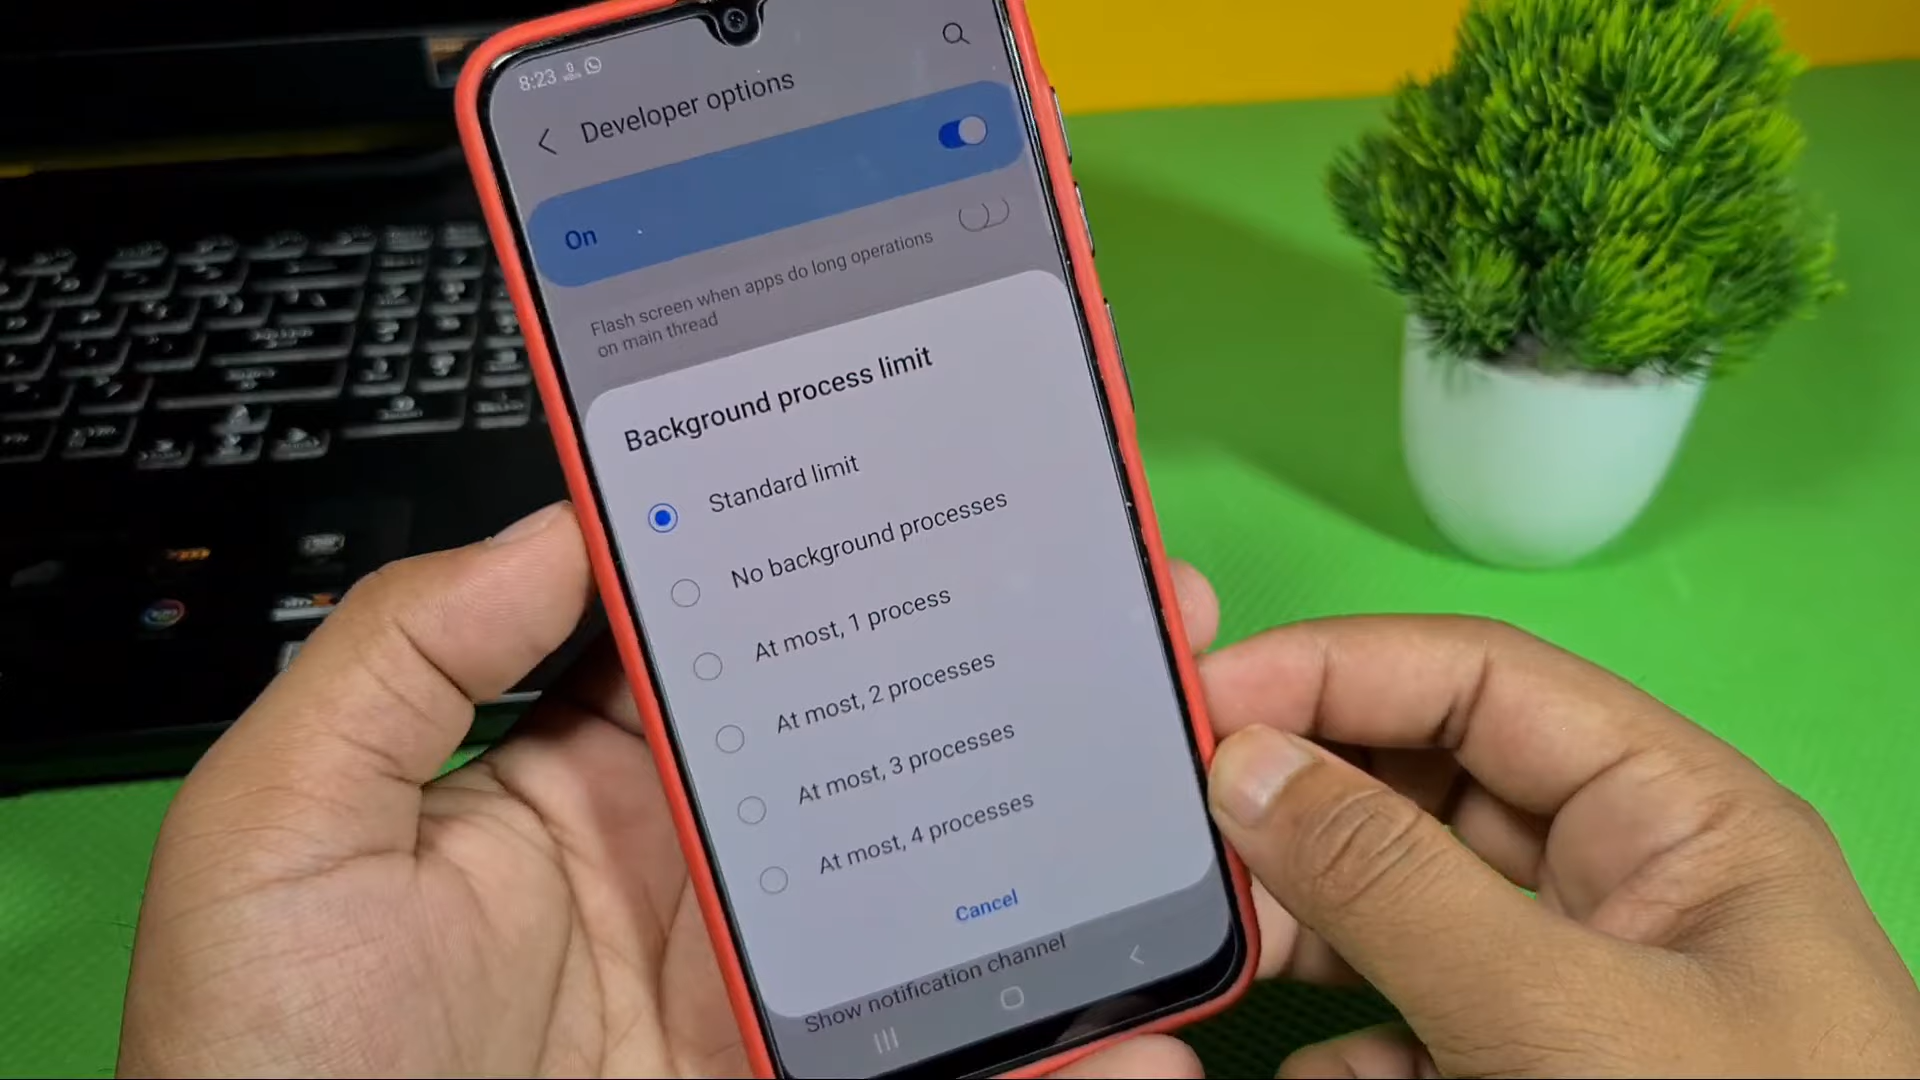 8:23
Developer options
On
Flash screen when apps do long operations
on main thread
Background process limit
Standard limit
No background processes
At most, 1 process
At most, 2 processes
At most, 3 processes
At most, 4 processes
Cancel
Show notification channel